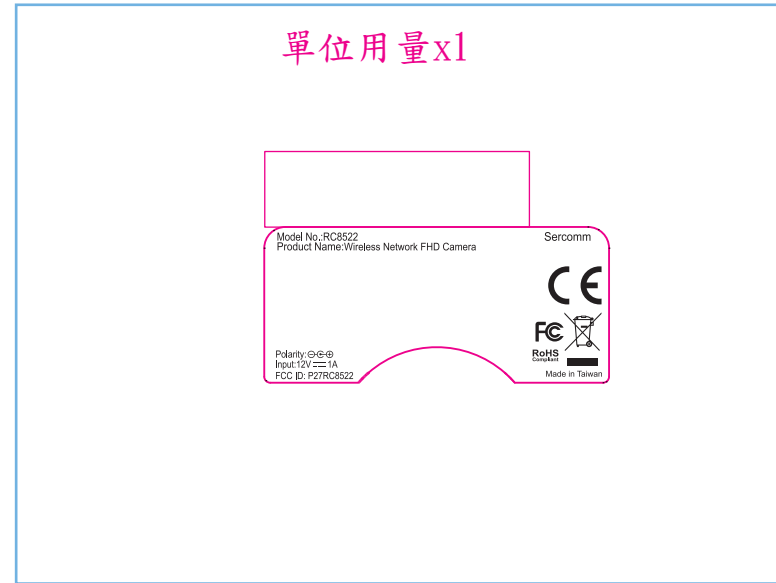 單位用量x1
Model No.:RC8522
Product Name:Wireless Network FHD Camera
Sercomm
CE
FC
Polarity:
Input:12V 1A
FCC ID: P27RC8522
RoHS
Compliant
Made in Taiwan